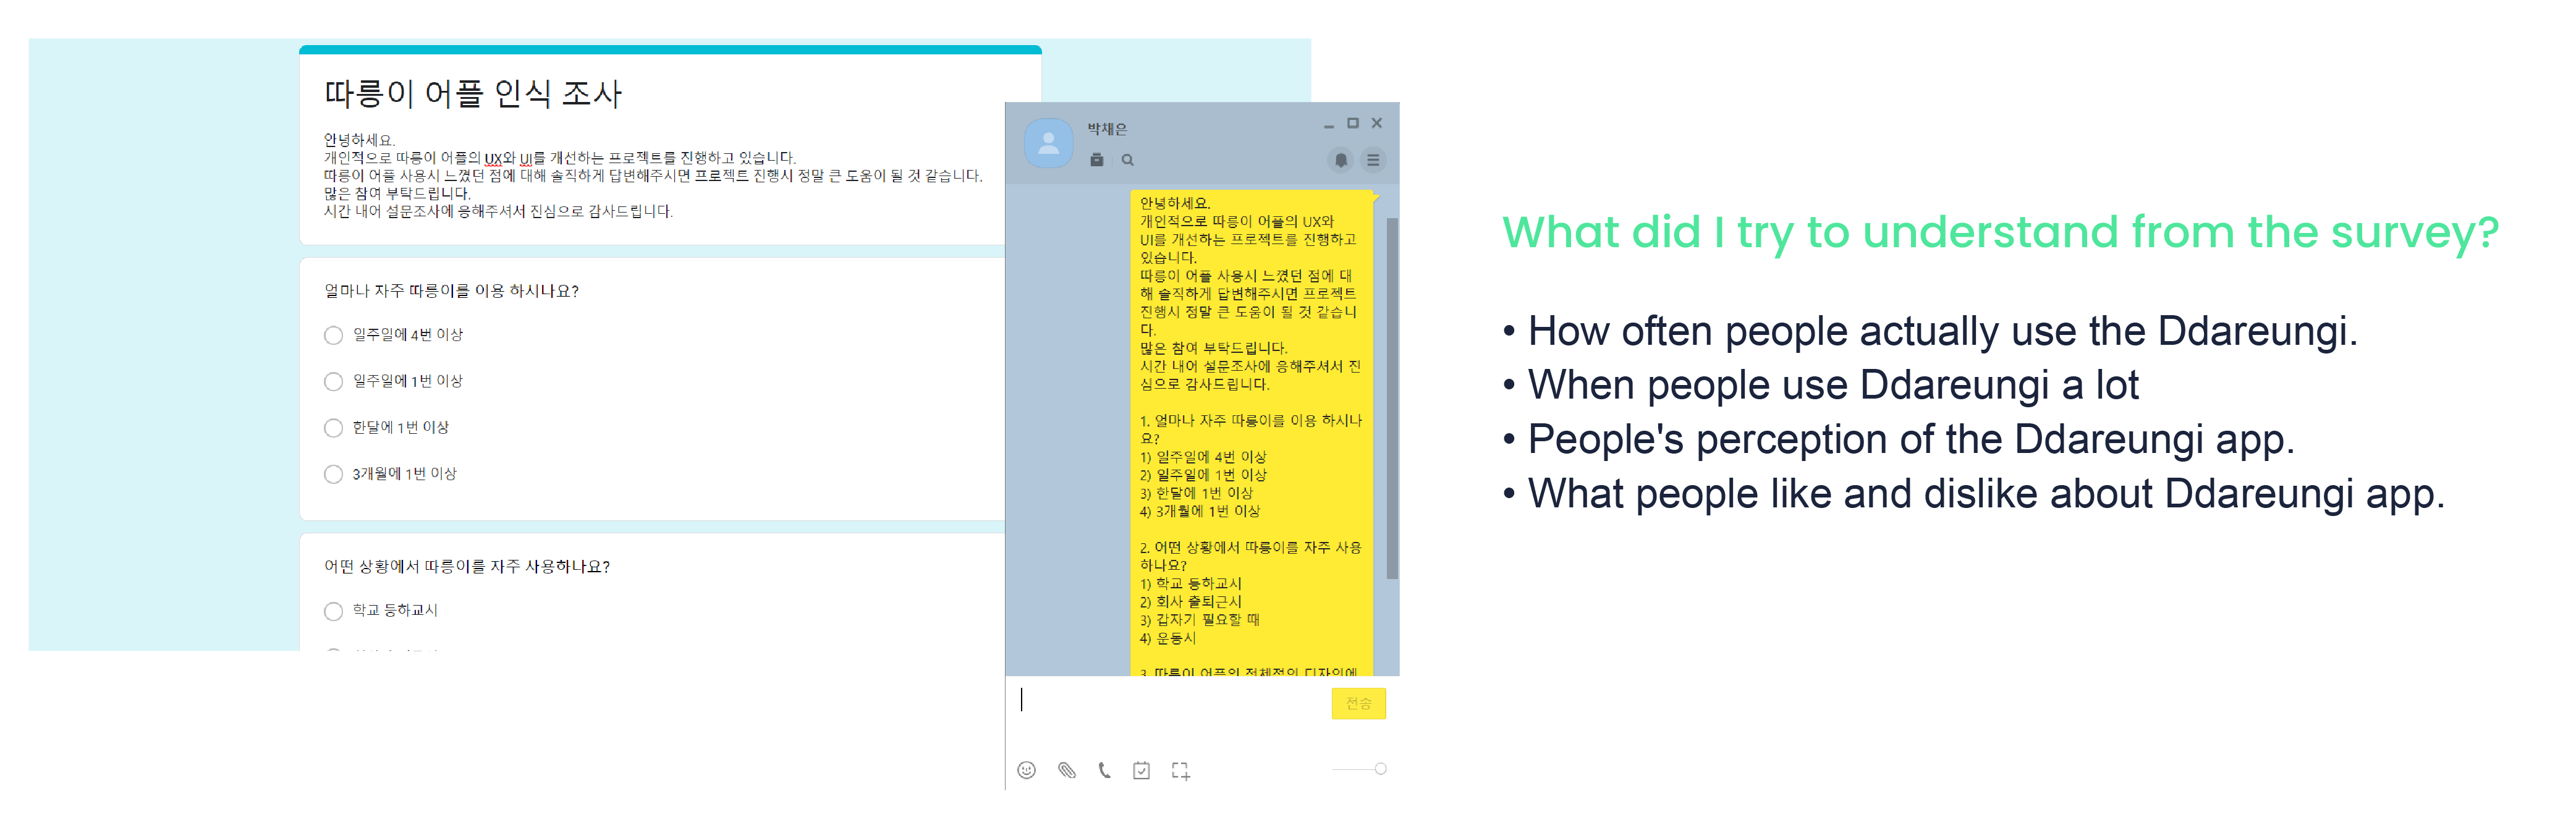 따릉이 어플 인식 조사
안녕하세요.
개인적으로 따릉이 어플의 UX와 UI를 개선하는 프로젝트를 진행하고 있습니다.
따릉이 어플 사용시 느꼈던 점에 대해 솔직하게 답변해주시면 프로젝트 진행시 정말 큰 도움이 될 것 같습니다.
많은 참여 부탁드립니다.
시간 내어 설문조사에 응해주셔서 진심으로 감사드립니다.
얼마나 자주 따릉이를 이용 하시나요?
일주일에 4번 이상
일주일에 1번 이상
한달에 1번 이상
3개월에 1번 이상
어떤 상황에서 따릉이를 자주 사용하나요?
학교 등하교시
박채은
안녕하세요.
개인적으로 따릉이 어플의 UX와
UI를 개선하는 프로젝트를 진행하고
있습니다.
따릉이 어플 사용시 느꼈던 점에 대
해 솔직하게 답변해주시면 프로젝트
진행시 정말 큰 도움이 될 것 같습니
다.
많은 참여 부탁드립니다.
시간 내어 설문조사에 응해주셔서 진
심으로 감사드립니다.
1. 얼마나 자주 따릉이를 이용 하시나
요?
1) 일주일에 4번 이상
2) 일주일에 1번 이상
3) 한달에 1번 이상
4) 3개월에 1번 이상
2. 어떤 상황에서 따릉이를 자주 사용
하나요?
1) 학교 등하교시
2) 회사 출퇴근시
3) 갑자기 필요할 때
4) 운동시
3. 따릉이 어플의 전체적인 디자인에
전송
What did I try to understand from the survey?
• How often people actually use the Ddareungi.
• When people use Ddareungi a lot
• People's perception of the Ddareungi app.
• What people like and dislike about Ddareungi app.